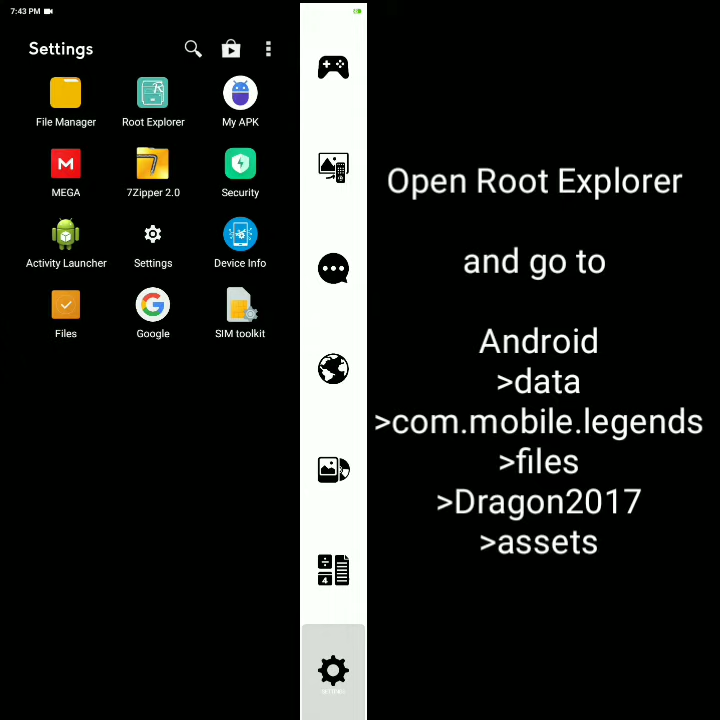 7:43 PM
Settings
File Manager
Root Explorer
My APK
MEGA
7Zipper 2.0
Security
Activity Launcher
Settings
Device Info
Files
Google
SIM toolkit
Open Root Explorer
and go to
Android
>data
>com.mobile.legends
>files
>Dragon2017
>assets